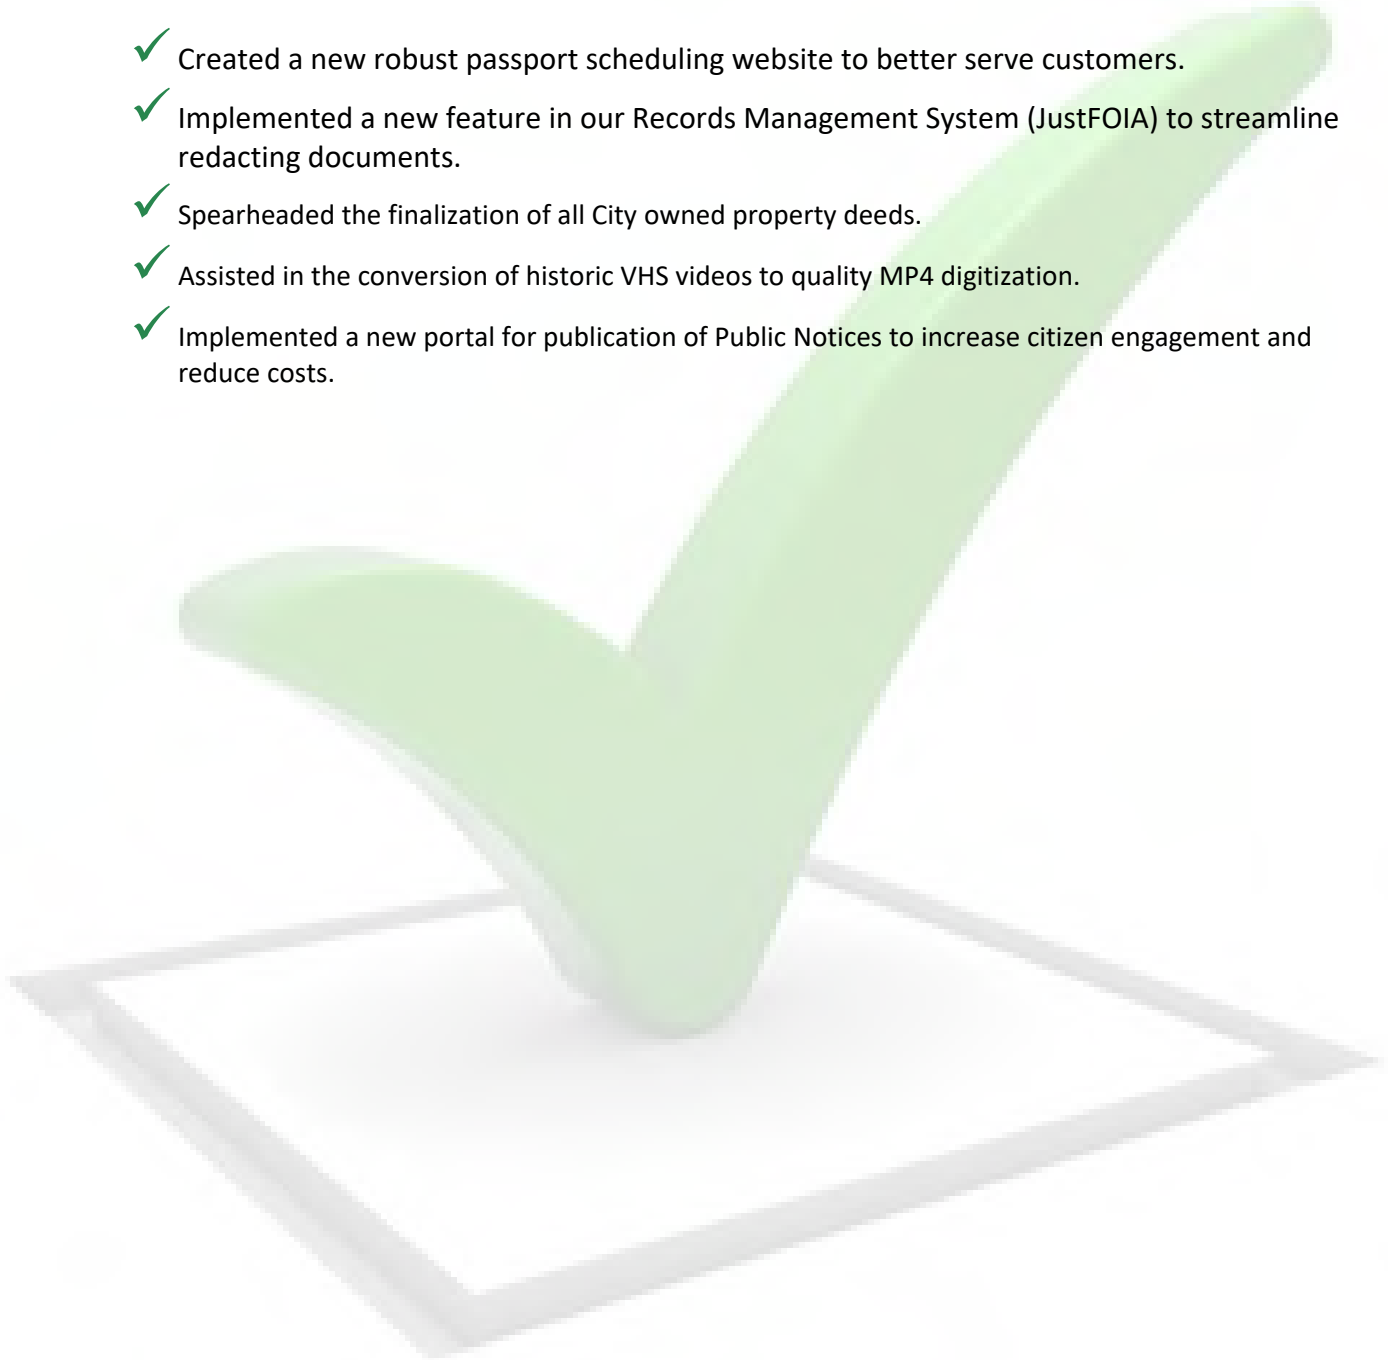 ✓ Created a new robust passport scheduling website to better serve customers.
✓ Implemented a new feature in our Records Management System (JustFOIA) to streamline
redacting documents.
✓ Spearheaded the finalization of all City owned property deeds.
✓ Assisted in the conversion of historic VHS videos to quality MP4 digitization.
✓ Implemented a new portal for publication of Public Notices to increase citizen engagement and
reduce costs.